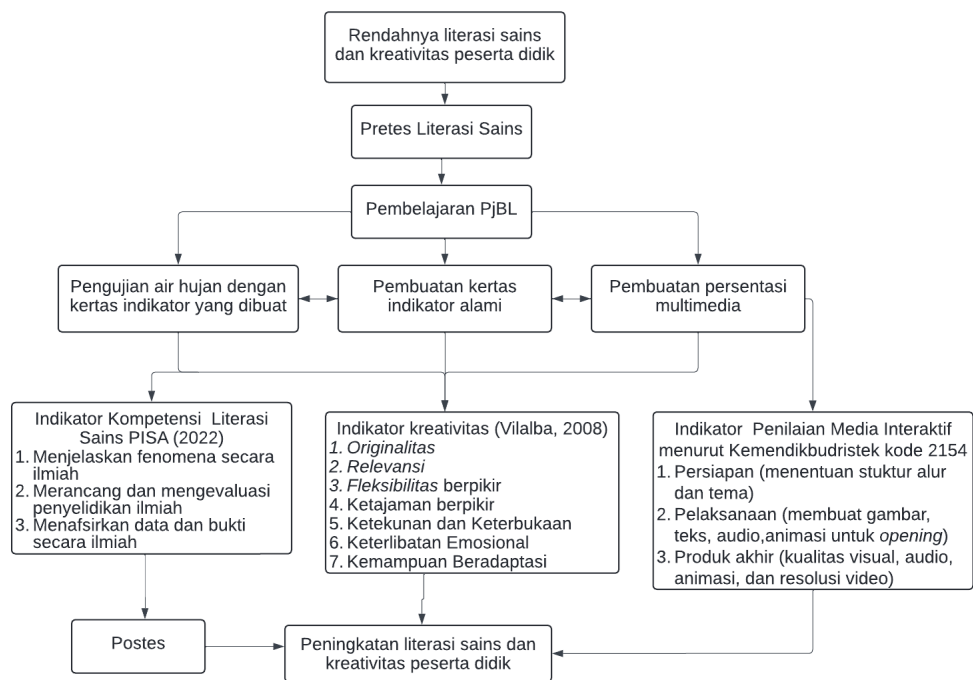 Rendahnya literasi sains
dan kreativitas peserta didik
Pretes Literasi Sains
Pembelajaran PjBL
Pengujian air hujan dengan
kertas indikator yang dibuat
Pembuatan kertas
indikator alami
Pembuatan persentasi
multimedia
Indikator Kompetensi Literasi
Sains PISA (2022)
1. Menjelaskan fenomena secara
ilmiah
2. Merancang dan mengevaluasi
penyelidikan ilmiah
3. Menafsirkan data dan bukti
secara ilmiah
Indikator kreativitas (Vilalba, 2008)
1. Originalitas
2. Relevansi
3. Fleksibilitas berpikir
4. Ketajaman berpikir
5. Ketekunan dan Keterbukaan
6. Keterlibatan Emosional
7. Kemampuan Beradaptasi
Indikator Penilaian Media Interaktif
menurut Kemendikbudristek kode 2154
1. Persiapan (menentuan stuktur alur
dan tema)
2. Pelaksanaan (membuat gambar,
teks, audio,animasi untuk opening)
3. Produk akhir (kualitas visual, audio,
animasi, dan resolusi video)
Postes
Peningkatan literasi sains dan
kreativitas peserta didik